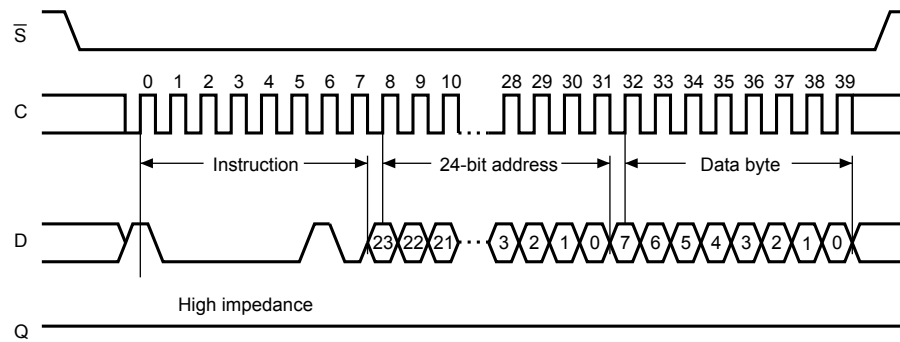 S
0 1 2 3 4 5 6 7 8 9 10 28 29 30 31 32 33 34 35 36 37 38 39
C
Instruction 24-bit address Data byte
D 23 22 21 3 2 1 0 7 6 5 4 3 2 1 0
High impedance
Q